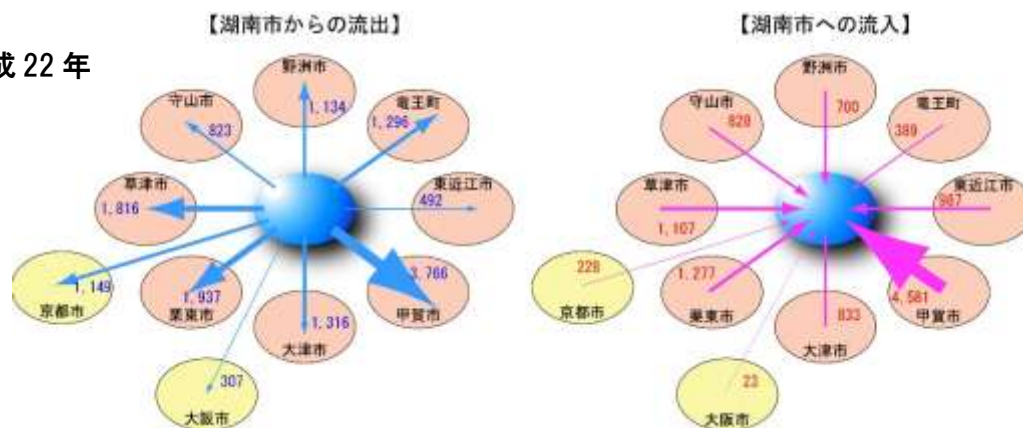 【湖南市からの流出】
成 22 年
野洲市
1,134
守山市
823
竜王町
1,296
草津市
1,816
東近江市
492
京都市
1,149
栗東市
1,937
大津市
1,316
甲賀市
3,766
大阪市
307
【湖南市への流入】
野洲市
700
守山市
828
竜王町
389
草津市
1,107
東近江市
987
京都市
228
栗東市
1,277
大津市
833
甲賀市
4,581
大阪市
23